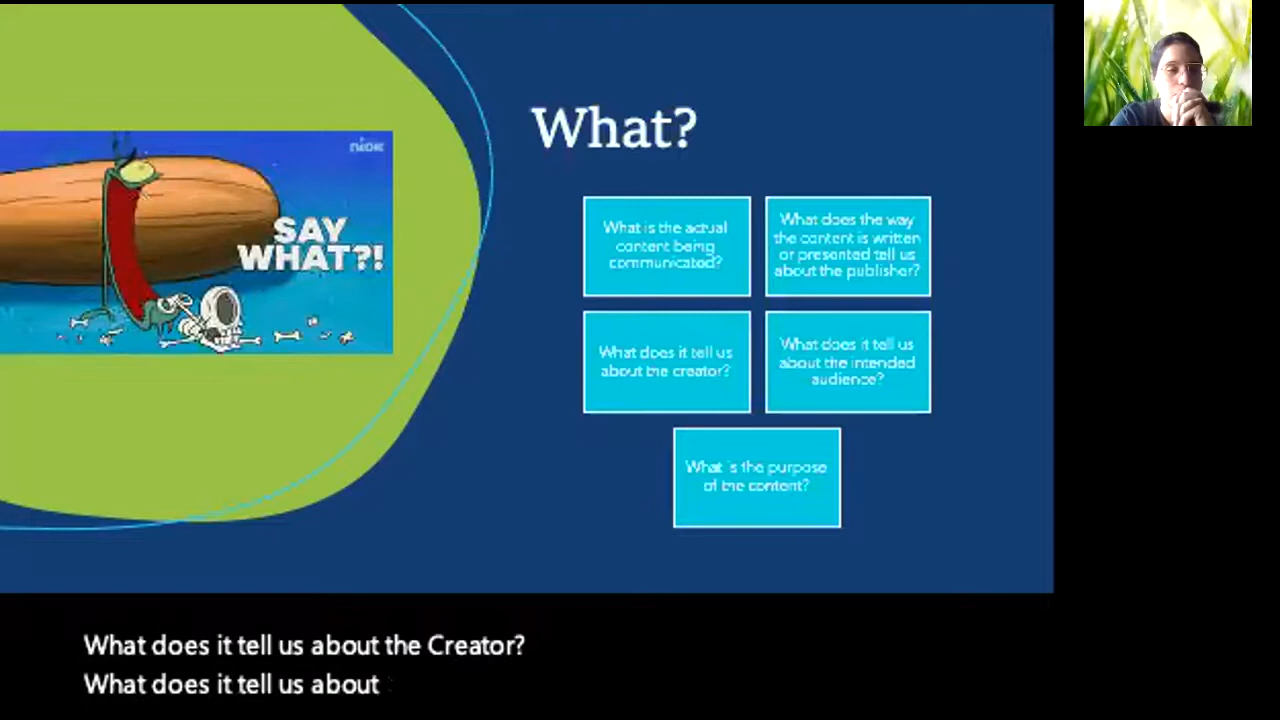 nick
SAY
WHAT?!
What?
What is the actual
content being
communicated?
What does the way
the content is written
or presented tell us
about the publisher?
What does it tell us
about the creator?
What does it tell us
about the intended
audience?
What is the purpose
of the content?
What does it tell us about the Creator?
What does it tell us about